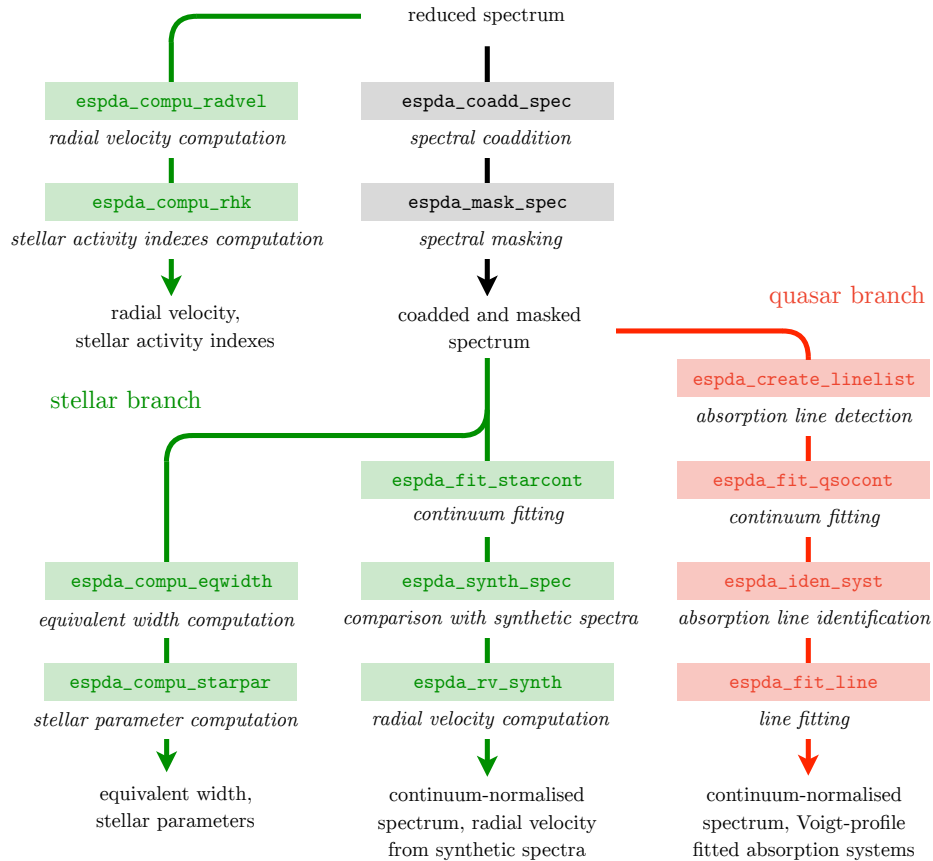 reduced spectrum
espda_compu_radvel
radial velocity computation
espda_compu_rhk
stellar activity indexes computation
radial velocity,
stellar activity indexes
espda_coadd_spec
spectral coaddition
espda_mask_spec
spectral masking
coadded and masked
spectrum
quasar branch
espda_create_linelist
absorption line detection
espda_fit_qsocont
continuum fitting
espda_iden_syst
absorption line identification
espda_fit_line
line fitting
continuum-normalised
spectrum, Voigt-profile
fitted absorption systems
stellar branch
espda_compu_eqwidth
equivalent width computation
espda_compu_starpar
stellar parameter computation
equivalent width,
stellar parameters
espda_fit_starcont
continuum fitting
espda_synth_spec
comparison with synthetic spectra
espda_rv_synth
radial velocity computation
continuum-normalised
spectrum, radial velocity
from synthetic spectra